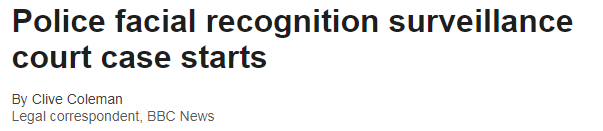 Police facial recognition surveillance
court case starts
By Clive Coleman
Legal correspondent, BBC News